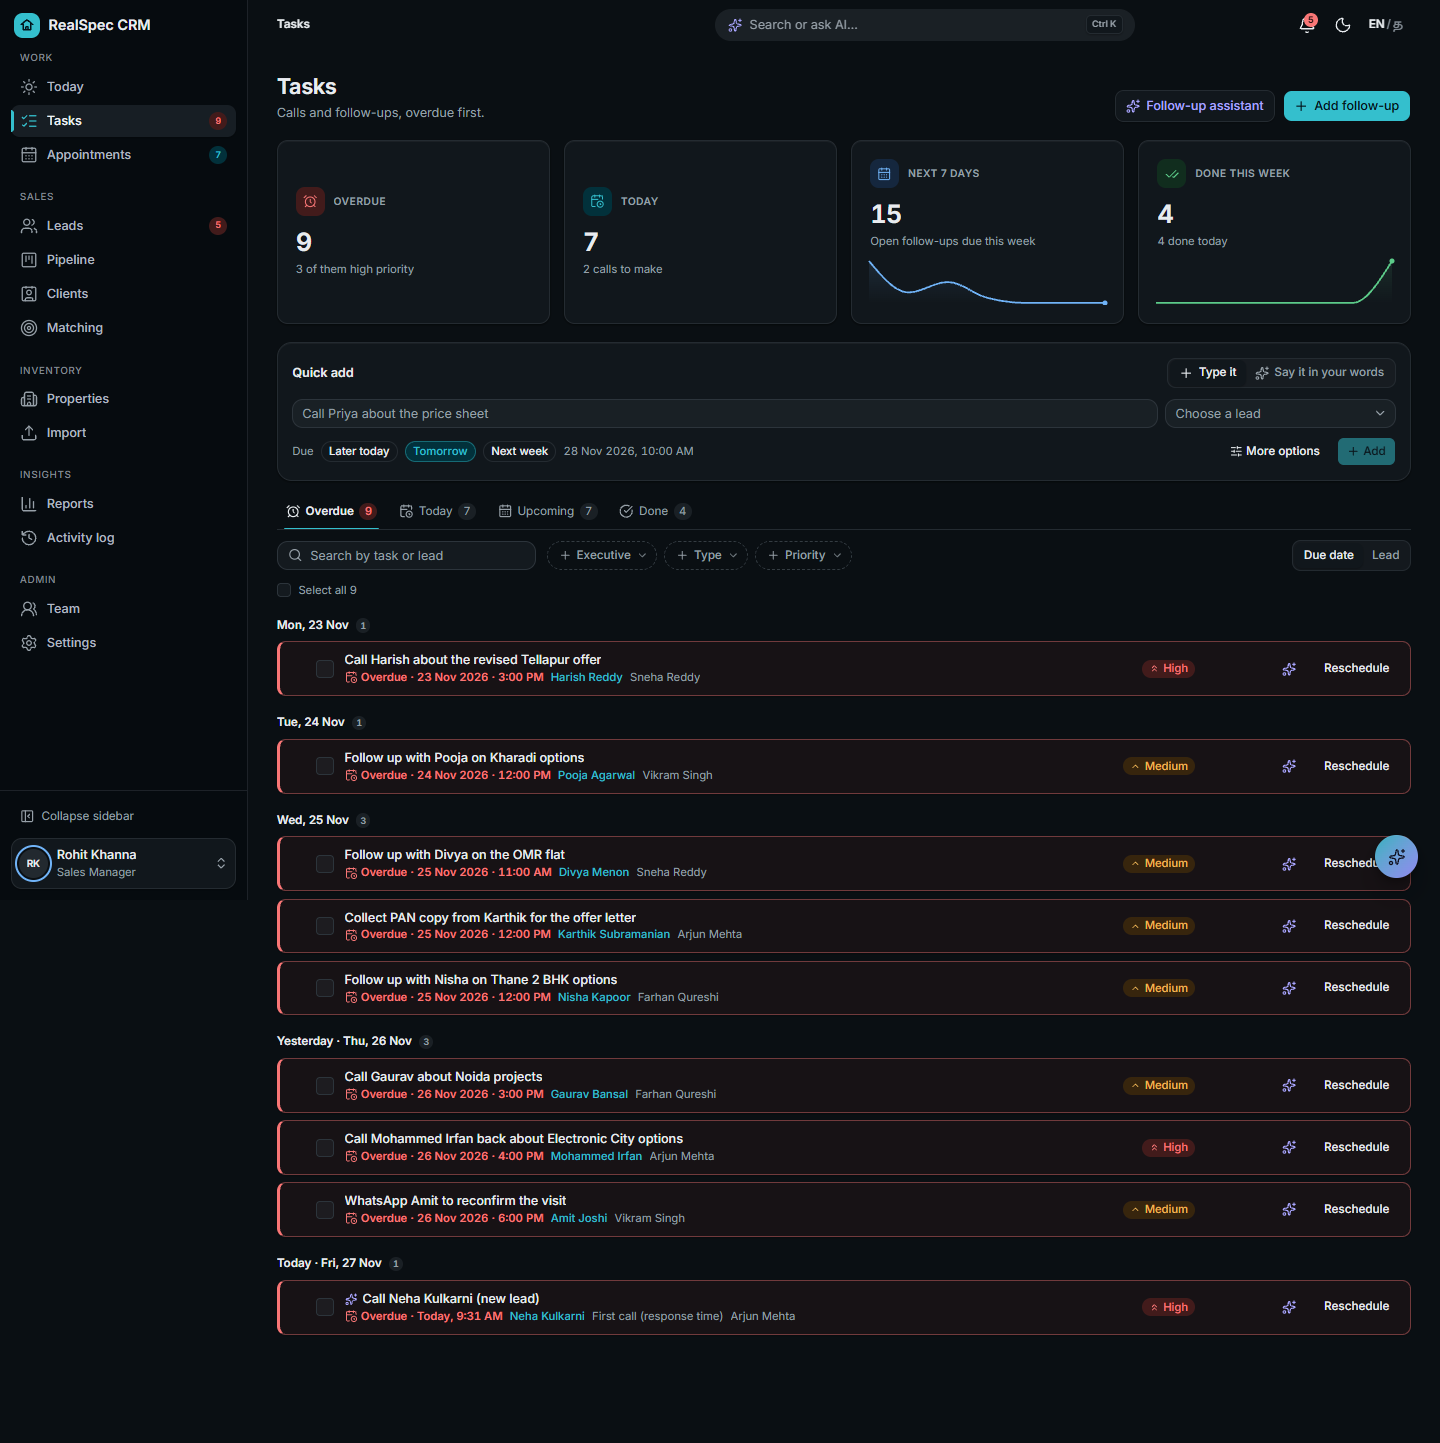 RealSpec CRM
WORK
Today
Tasks 9
Appointments 7
SALES
Leads 5
Pipeline
Clients
Matching
INVENTORY
Properties
Import
INSIGHTS
Reports
Activity log
ADMIN
Team
Settings
Collapse sidebar
RK
Rohit Khanna
Sales Manager
Tasks
Search or ask AI...
Ctrl K
5
EN / த
Tasks
Calls and follow-ups, overdue first.
Follow-up assistant
Add follow-up
OVERDUE
9
3 of them high priority
TODAY
7
2 calls to make
NEXT 7 DAYS
15
Open follow-ups due this week
DONE THIS WEEK
4
4 done today
Quick add
Type it
Say it in your words
Call Priya about the price sheet
Choose a lead
Due Later today Tomorrow Next week 28 Nov 2026, 10:00 AM
More options
Add
Overdue 9 Today 7 Upcoming 7 Done 4
Search by task or lead
Executive
Type
Priority
Due date Lead
Select all 9
Mon, 23 Nov 1
Call Harish about the revised Tellapur offer
Overdue · 23 Nov 2026 · 3:00 PM Harish Reddy Sneha Reddy
High
Reschedule
Tue, 24 Nov 1
Follow up with Pooja on Kharadi options
Overdue · 24 Nov 2026 · 12:00 PM Pooja Agarwal Vikram Singh
Medium
Reschedule
Wed, 25 Nov 3
Follow up with Divya on the OMR flat
Overdue · 25 Nov 2026 · 11:00 AM Divya Menon Sneha Reddy
Medium
Collect PAN copy from Karthik for the offer letter
Overdue · 25 Nov 2026 · 12:00 PM Karthik Subramanian Arjun Mehta
Medium
Reschedule
Follow up with Nisha on Thane 2 BHK options
Overdue · 25 Nov 2026 · 12:00 PM Nisha Kapoor Farhan Qureshi
Medium
Reschedule
Yesterday · Thu, 26 Nov 3
Call Gaurav about Noida projects
Overdue · 26 Nov 2026 · 3:00 PM Gaurav Bansal Farhan Qureshi
Medium
Reschedule
Call Mohammed Irfan back about Electronic City options
Overdue · 26 Nov 2026 · 4:00 PM Mohammed Irfan Arjun Mehta
High
Reschedule
WhatsApp Amit to reconfirm the visit
Overdue · 26 Nov 2026 · 6:00 PM Amit Joshi Vikram Singh
Medium
Reschedule
Today · Fri, 27 Nov 1
Call Neha Kulkarni (new lead)
Overdue · Today, 9:31 AM Neha Kulkarni First call (response time) Arjun Mehta
High
Reschedule